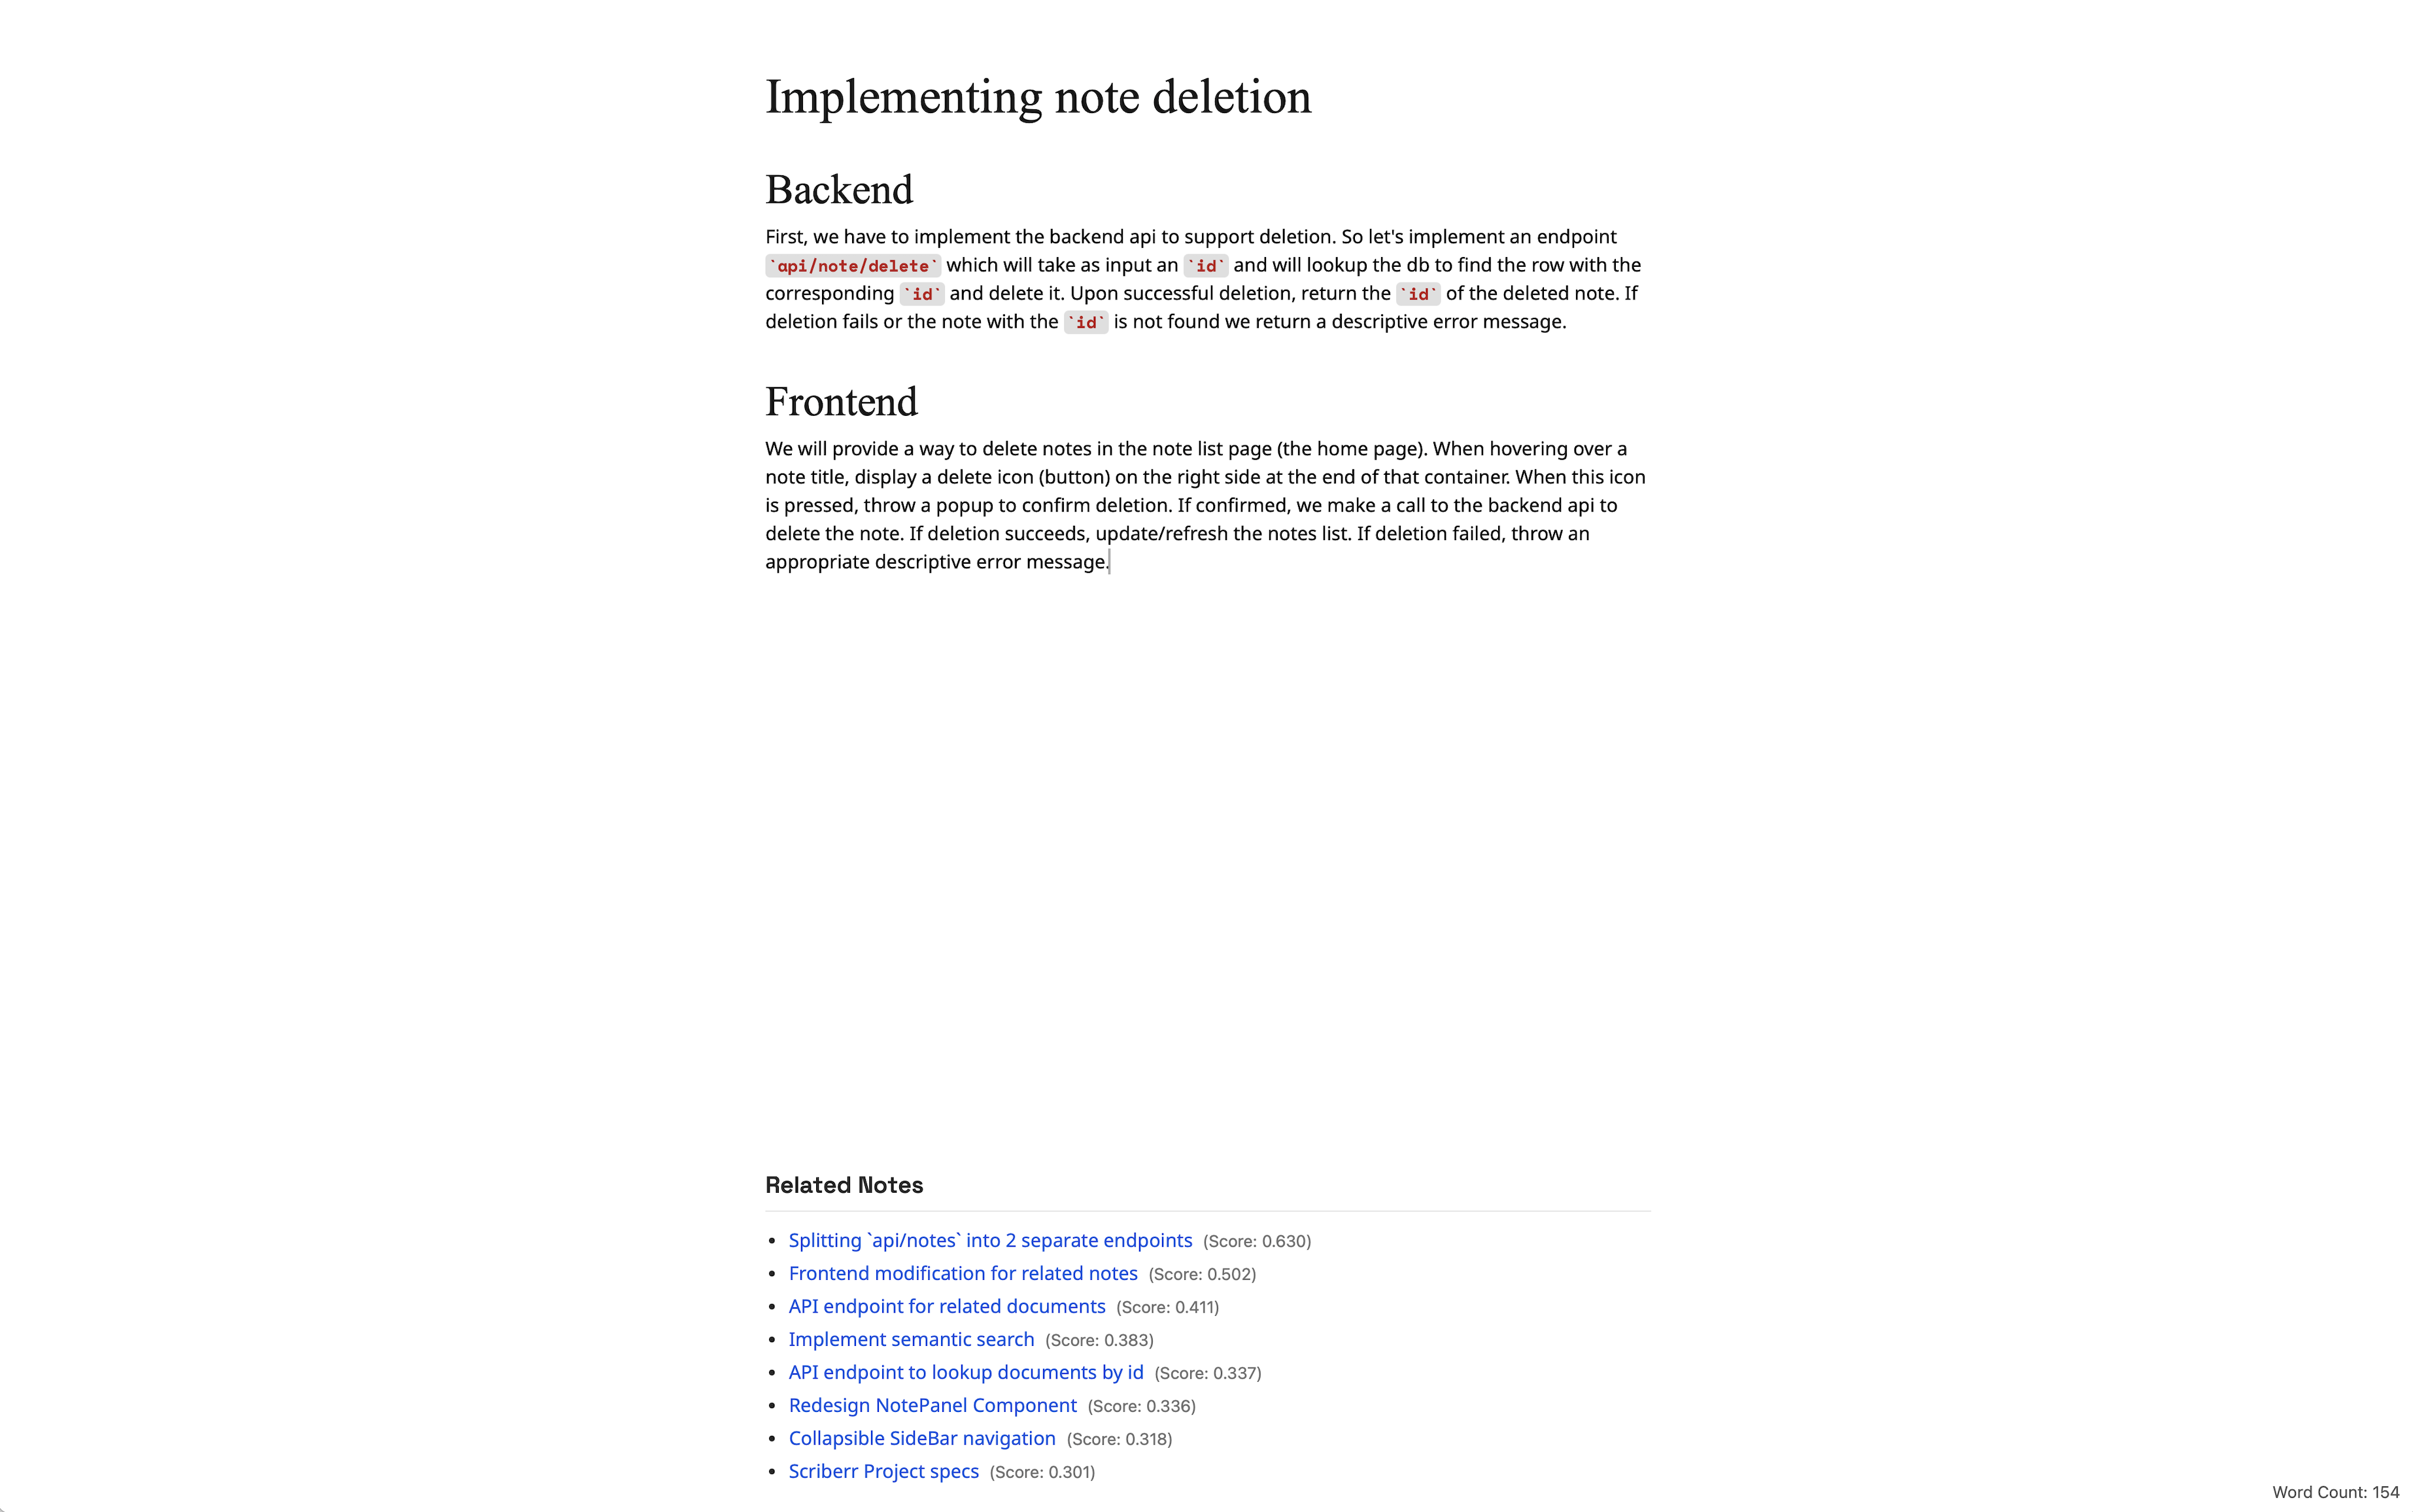 Implementing note deletion
Backend
First, we have to implement the backend api to support deletion. So let's implement an endpoint
`api/note/delete` which will take as input an `id` and will lookup the db to find the row with the
corresponding `id` and delete it. Upon successful deletion, return the `id` of the deleted note. If
deletion fails or the note with the `id` is not found we return a descriptive error message.
Frontend
We will provide a way to delete notes in the note list page (the home page). When hovering over a
note title, display a delete icon (button) on the right side at the end of that container. When this icon
is pressed, throw a popup to confirm deletion. If confirmed, we make a call to the backend api to
delete the note. If deletion succeeds, update/refresh the notes list. If deletion failed, throw an
appropriate descriptive error message.
Related Notes
• Splitting `api/notes` into 2 separate endpoints (Score: 0.630)
• Frontend modification for related notes (Score: 0.502)
• API endpoint for related documents (Score: 0.411)
• Implement semantic search (Score: 0.383)
• API endpoint to lookup documents by id (Score: 0.337)
• Redesign NotePanel Component (Score: 0.336)
• Collapsible SideBar navigation (Score: 0.318)
• Scriberr Project specs (Score: 0.301)
Word Count: 154